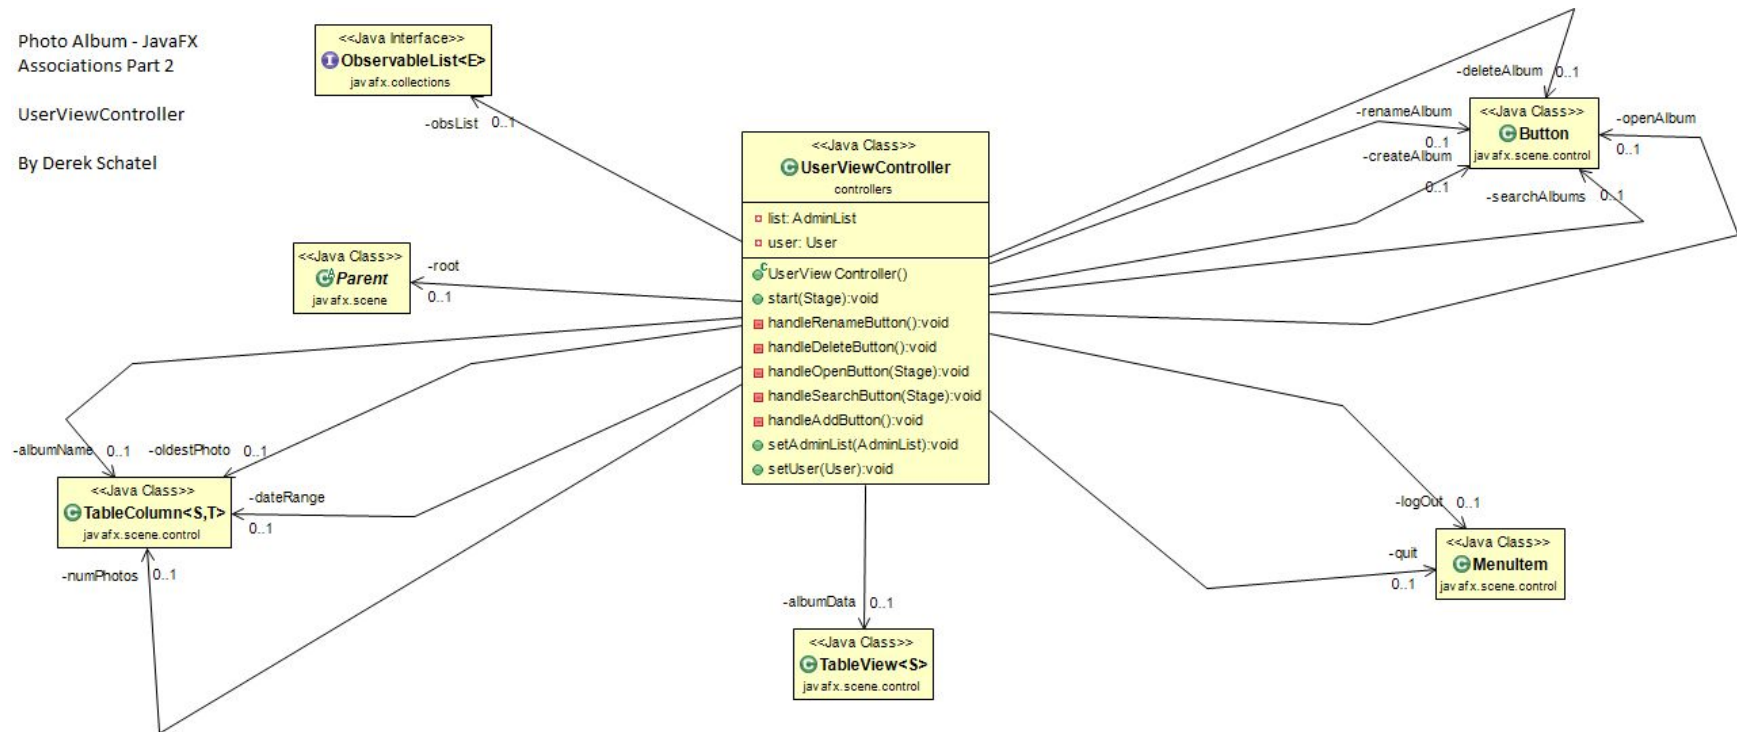 Photo Album - JavaFX
Associations Part 2
UserViewController
By Derek Schatel
<<Java Interface>>
I ObservableList<E>
javafx.collections
-obsList 0..1
<<Java Class>>
C UserViewController
controllers
list: AdminList
user: User
C UserViewController()
start(Stage):void
handleRenameButton():void
handleDeleteButton():void
handleOpenButton(Stage):void
handleSearchButton(Stage):void
handleAddButton():void
setAdminList(AdminList):void
setUser(User):void
-deleteAlbum 0..1
-renameAlbum
0..1
-createAlbum
0..1
<<Java Class>>
C Button
javafx.scene.control
-openAlbum
0..1
-searchAlbums 0..1
<<Java Class>>
C A Parent
javafx.scene
-root
0..1
-albumName 0..1
-oldestPhoto 0..1
<<Java Class>>
C TableColumn<S,T>
javafx.scene.control
-dateRange
0..1
-numPhotos 0..1
-albumData 0..1
<<Java Class>>
C TableView<S>
javafx.scene.control
-logOut 0..1
-quit
0..1
<<Java Class>>
C MenuItem
javafx.scene.control